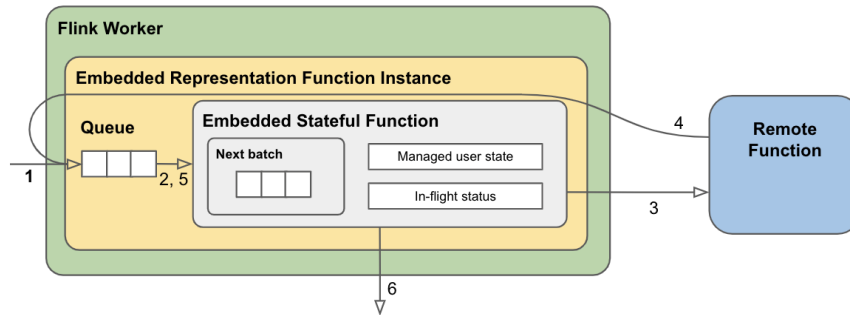 Flink Worker
Embedded Representation Function Instance
Queue
Embedded Stateful Function
Next batch
Managed user state
In-flight status
Remote
Function
1
2, 5
3
4
6